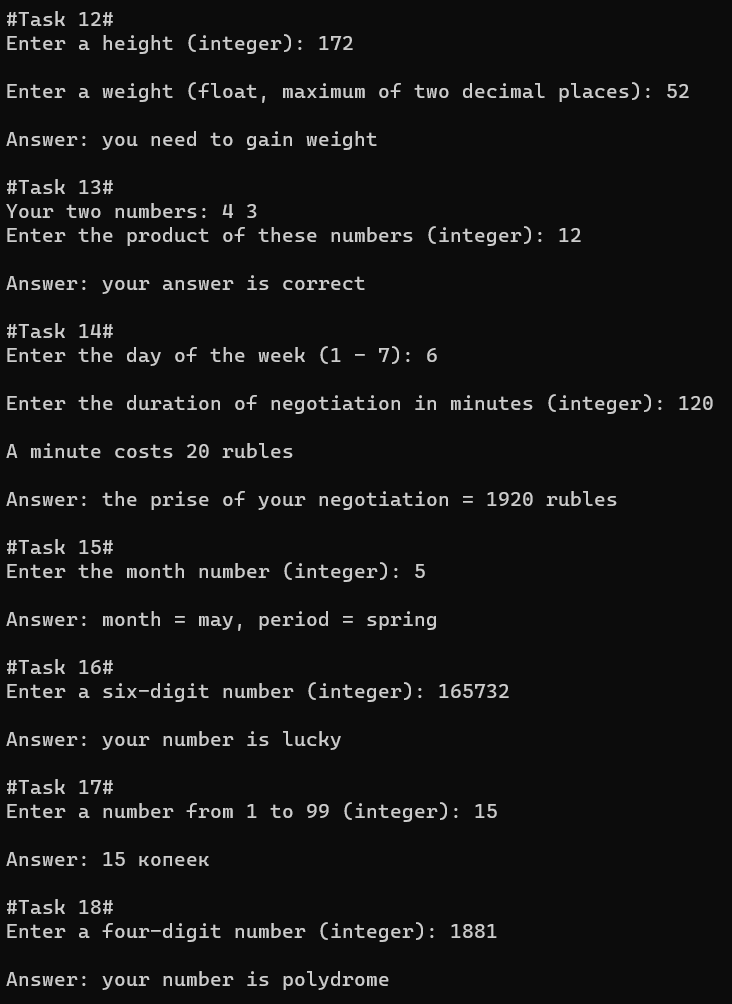 #Task 12#
Enter a height (integer): 172
Enter a weight (float, maximum of two decimal places): 52
Answer: you need to gain weight
#Task 13#
Your two numbers: 4 3
Enter the product of these numbers (integer): 12
Answer: your answer is correct
#Task 14#
Enter the day of the week (1 - 7): 6
Enter the duration of negotiation in minutes (integer): 120
A minute costs 20 rubles
Answer: the prise of your negotiation = 1920 rubles
#Task 15#
Enter the month number (integer): 5
Answer: month = may, period = spring
#Task 16#
Enter a six-digit number (integer): 165732
Answer: your number is lucky
#Task 17#
Enter a number from 1 to 99 (integer): 15
Answer: 15 копеек
#Task 18#
Enter a four-digit number (integer): 1881
Answer: your number is polydrome